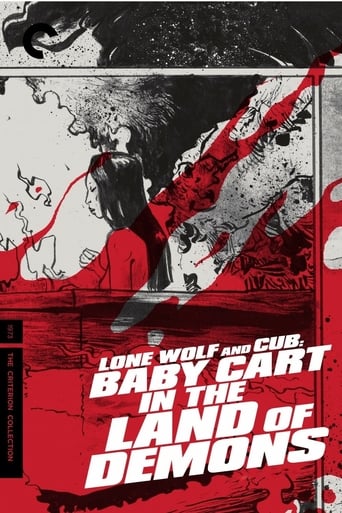 1973
THE CRITERION COLLECTION
LONE WOLF AND CUB:
BABY CART
IN THE
LAND OF
DEMONS